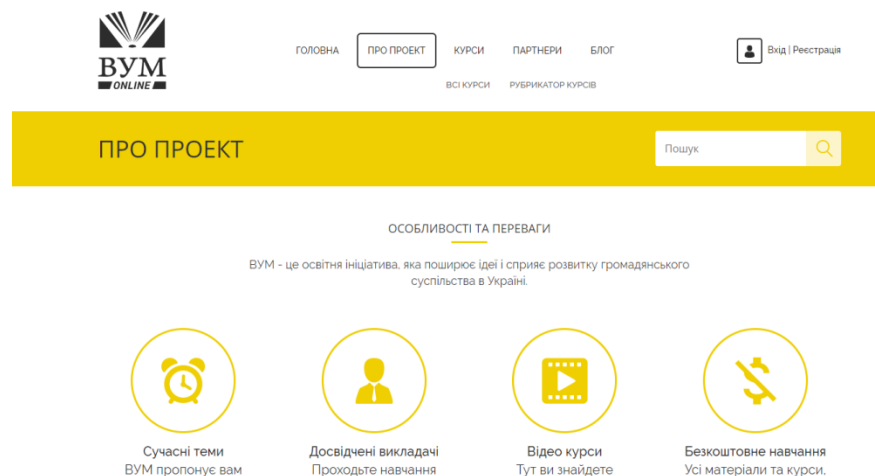 ВУМ
ONLINE
ГОЛОВНА ПРО ПРОЕКТ КУРСИ ПАРТНЕРИ БЛОГ
Вхід | Реєстрація
ВСІ КУРСИ РУБРИКАТОР КУРСІВ
ПРО ПРОЕКТ
Пошук
ОСОБЛИВОСТІ ТА ПЕРЕВАГИ
ВУМ - це освітня ініціатива, яка поширює ідеї і сприяє розвитку громадянського
суспільства в Україні.
Сучасні теми
ВУМ пропонує вам
Досвідчені викладачі
Проходьте навчання
Відео курси
Тут ви знайдете
Безкоштовне навчання
Усі матеріали та курси.